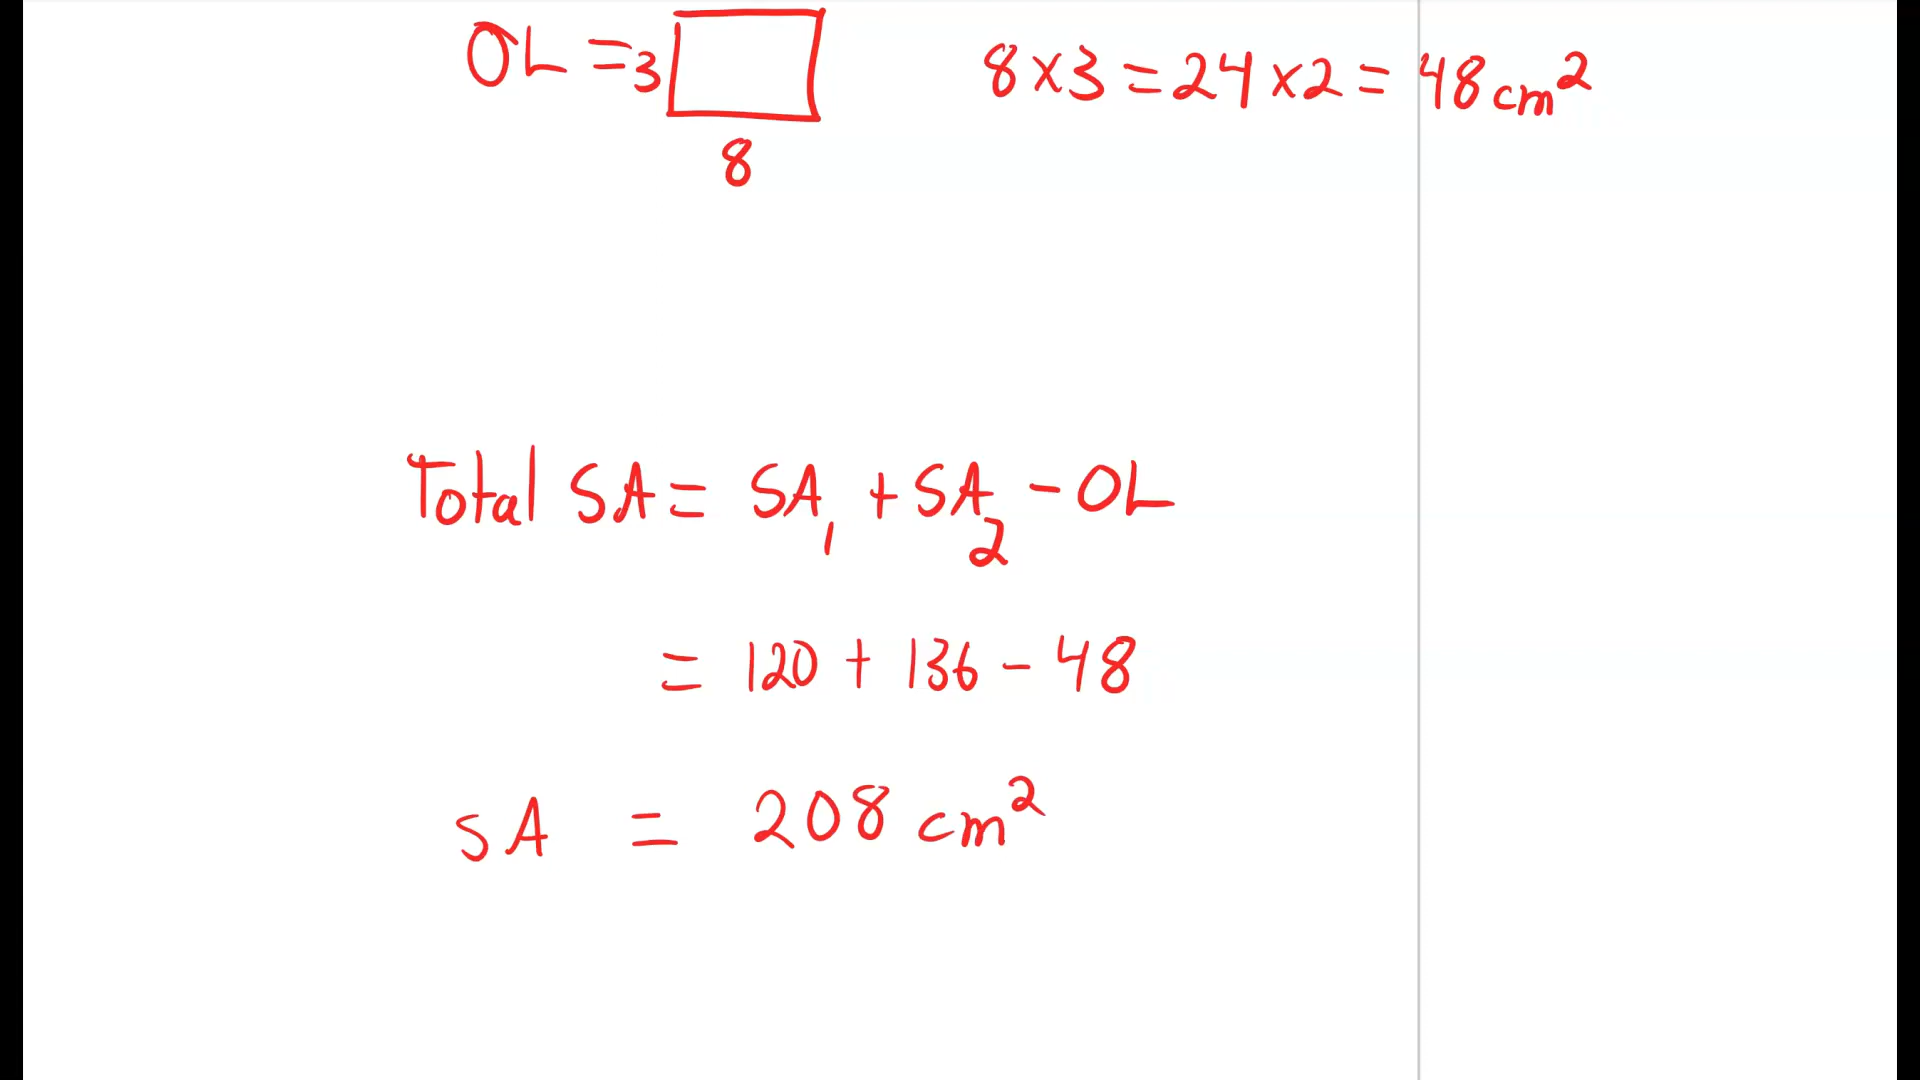 OL = 3 8 8 x 3 = 24 x 2 = 48 cm²
Total SA = SA₁ + SA₂ - OL
= 120 + 136 - 48
SA = 208 cm²